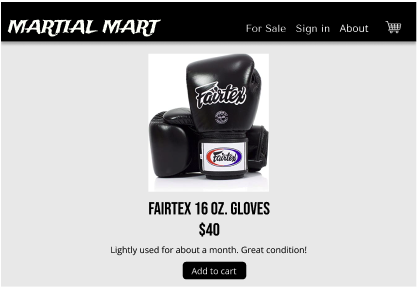 MARTIAL MART
For Sale Sign in About
Fairtex
Fairtex
FAIRTEX 16 OZ. GLOVES
$40
Lightly used for about a month. Great condition!
Add to cart